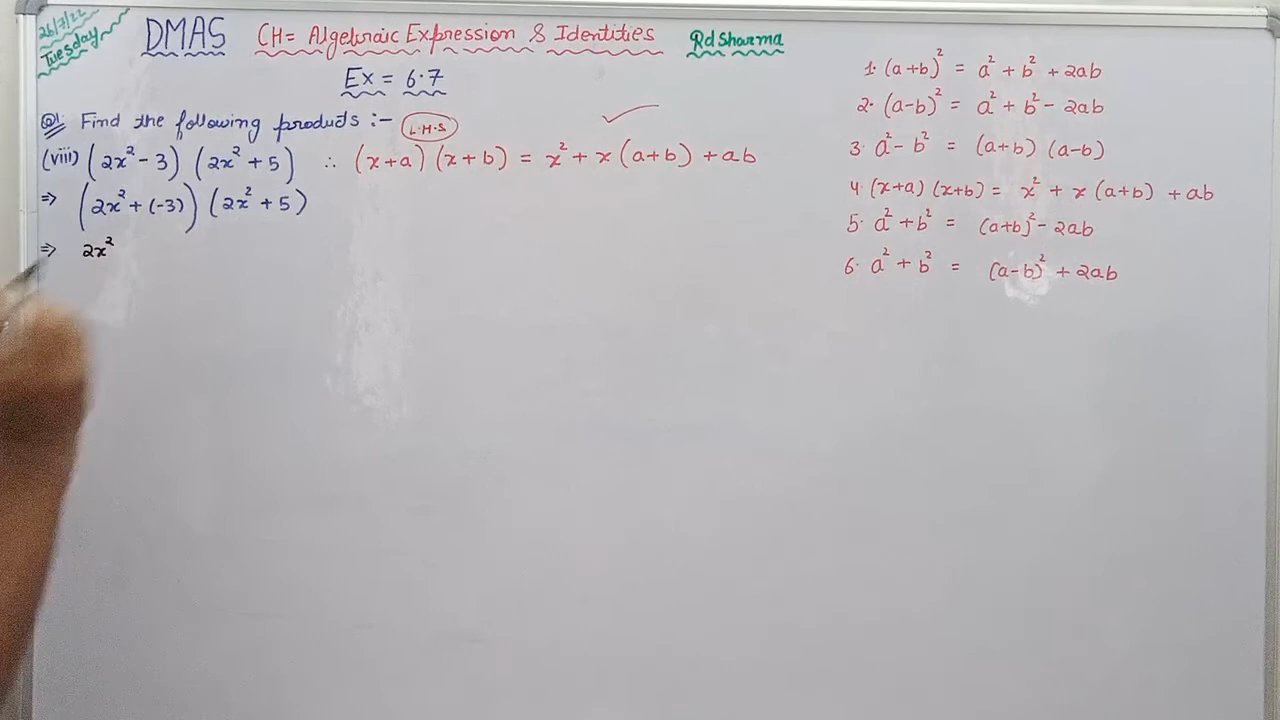 26/7/22
Tuesday
DMAS CH= Algebraic Expression & Identities Rd Sharma
Ex = 6.7
Q1. Find the following products :- L.H.S
(viii) (2x² - 3) (2x² + 5) ∴ (x+a) (x+b) = x² + x (a+b) + ab
⇒ (2x² + (-3)) (2x² + 5)
⇒ 2x²
1. (a+b)² = a² + b² + 2ab
2. (a-b)² = a² + b² - 2ab
3. a² - b² = (a+b) (a-b)
4. (x+a) (x+b) = x² + x (a+b) + ab
5. a² + b² = (a+b)² - 2ab
6. a² + b² = (a-b)² + 2ab